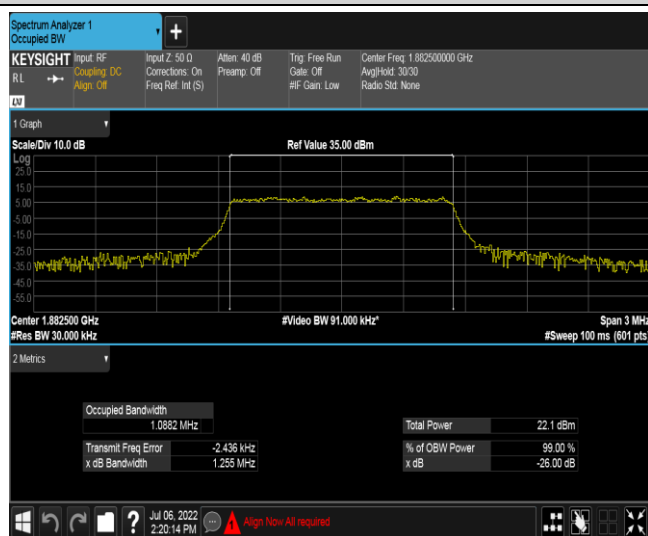 Spectrum Analyzer 1
Occupied BW
+
KEYSIGHT Input: RF Input Z: 50 Ω Atten: 40 dB Trig: Free Run Center Freq: 1.882500000 GHz
RL Coupling: DC Corrections: On Preamp: Off Gate: Off Avg|Hold: 30/30
Align: Off Freq Ref: Int (S) #IF Gain: Low Radio Std: None
LXI
1 Graph
Scale/Div 10.0 dB Ref Value 35.00 dBm
Log
25.0
15.0
5.00
-5.00
-15.0
-25.0
-35.0
-45.0
-55.0
Center 1.882500 GHz #Video BW 91.000 kHz* Span 3 MHz
#Res BW 30.000 kHz #Sweep 100 ms (601 pts)
2 Metrics
Occupied Bandwidth
1.0882 MHz Total Power 22.1 dBm
Transmit Freq Error -2.436 kHz % of OBW Power 99.00 %
x dB Bandwidth 1.255 MHz x dB -26.00 dB
? Jul 06, 2022
2:20:14 PM
1 Align Now All required